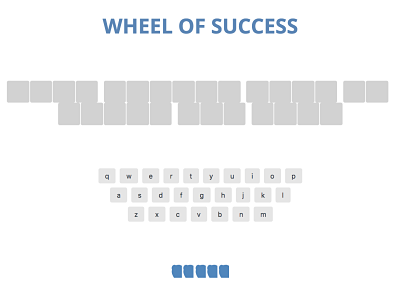 WHEEL OF SUCCESS
q w e r t y u i o p
a s d f g h j k l
z x c v b n m